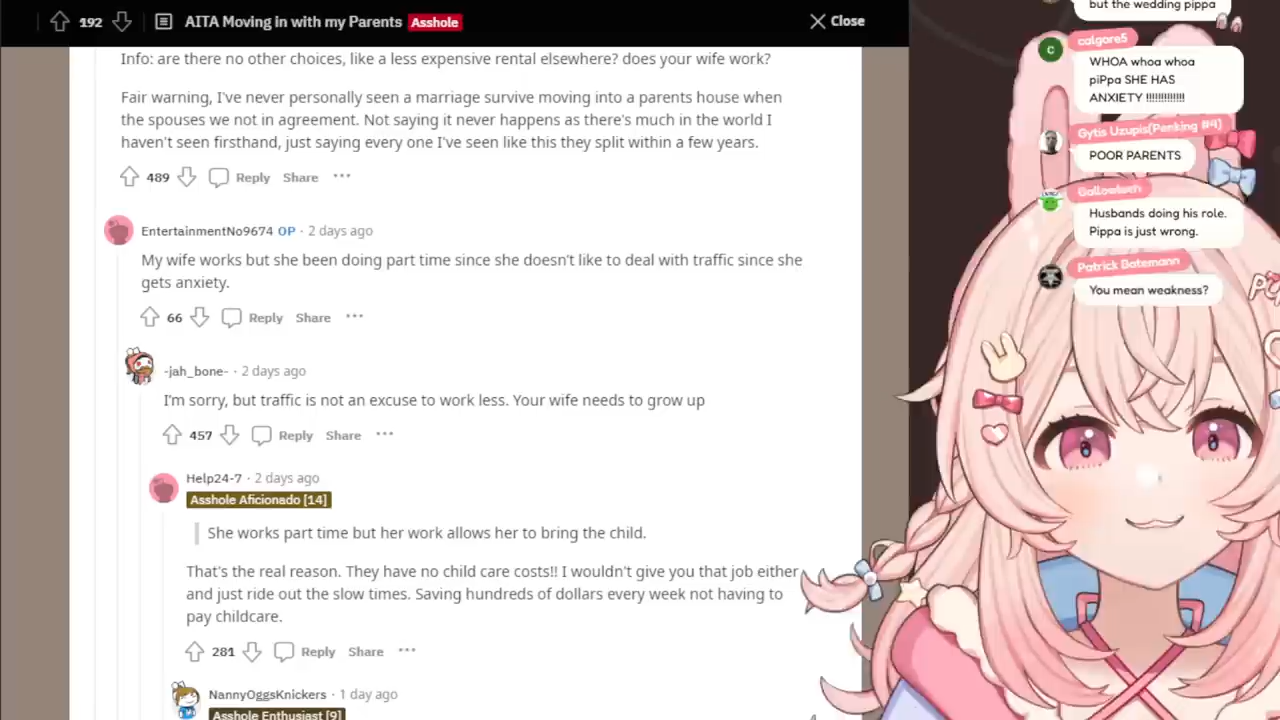 192 AITA Moving in with my Parents Asshole Close
Info: are there no other choices, like a less expensive rental elsewhere? does your wife work?
Fair warning, I've never personally seen a marriage survive moving into a parents house when
the spouses we not in agreement. Not saying it never happens as there's much in the world I
haven't seen firsthand, just saying every one I've seen like this they split within a few years.
489 Reply Share ···
EntertainmentNo9674 OP · 2 days ago
My wife works but she been doing part time since she doesn't like to deal with traffic since she
gets anxiety.
66 Reply Share ···
-jah_bone- · 2 days ago
I'm sorry, but traffic is not an excuse to work less. Your wife needs to grow up
457 Reply Share ···
Help24-7 · 2 days ago
Asshole Aficionado [14]
She works part time but her work allows her to bring the child.
That's the real reason. They have no child care costs!! I wouldn't give you that job either
and just ride out the slow times. Saving hundreds of dollars every week not having to
pay childcare.
281 Reply Share ···
NannyOggsKnickers · 1 day ago
Asshole Enthusiast [9]
but the wedding pippa
C
calgore5
WHOA whoa whoa
piPpa SHE HAS
ANXIETY !!!!!!!!!!!!!
Gytis Uzupis(Penking #4)
POOR PARENTS
Husbands doing his role.
Pippa is just wrong.
Patrick Batemann
You mean weakness?